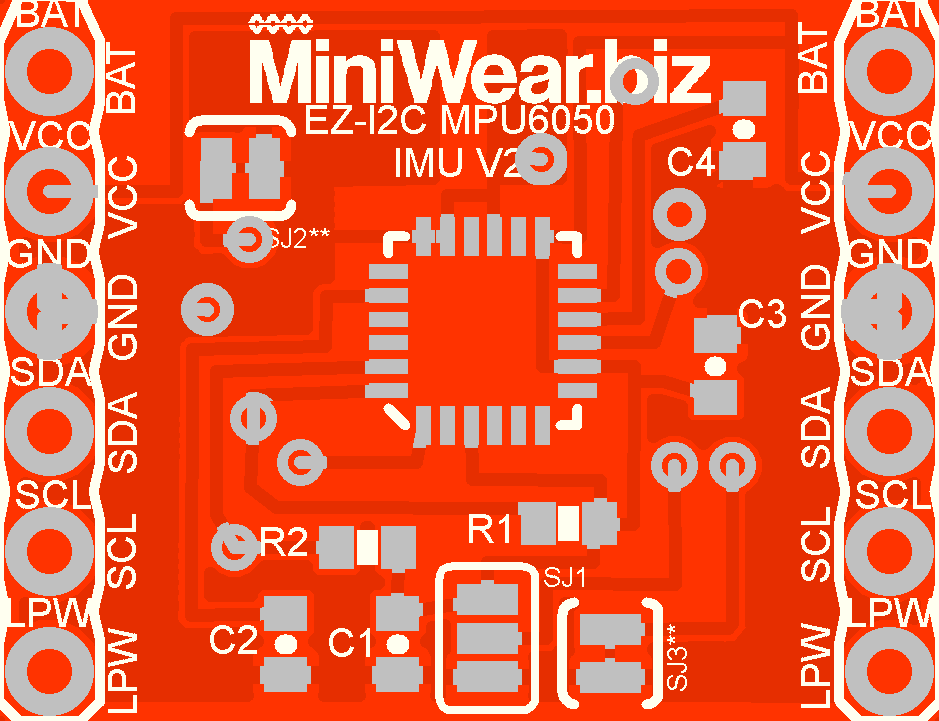 BAT
BAT
MiniWear.biz
BAT
BAT
EZ-I2C MPU6050
IMU V2
C4
VCC
VCC
VCC
VCC
SJ2**
GND
GND
GND
GND
C3
SDA
SDA
SDA
SDA
SCL
SCL
SCL
SCL
R2
R1
SJ1
LPW
LPW
LPW
LPW
C2
C1
SJ3**